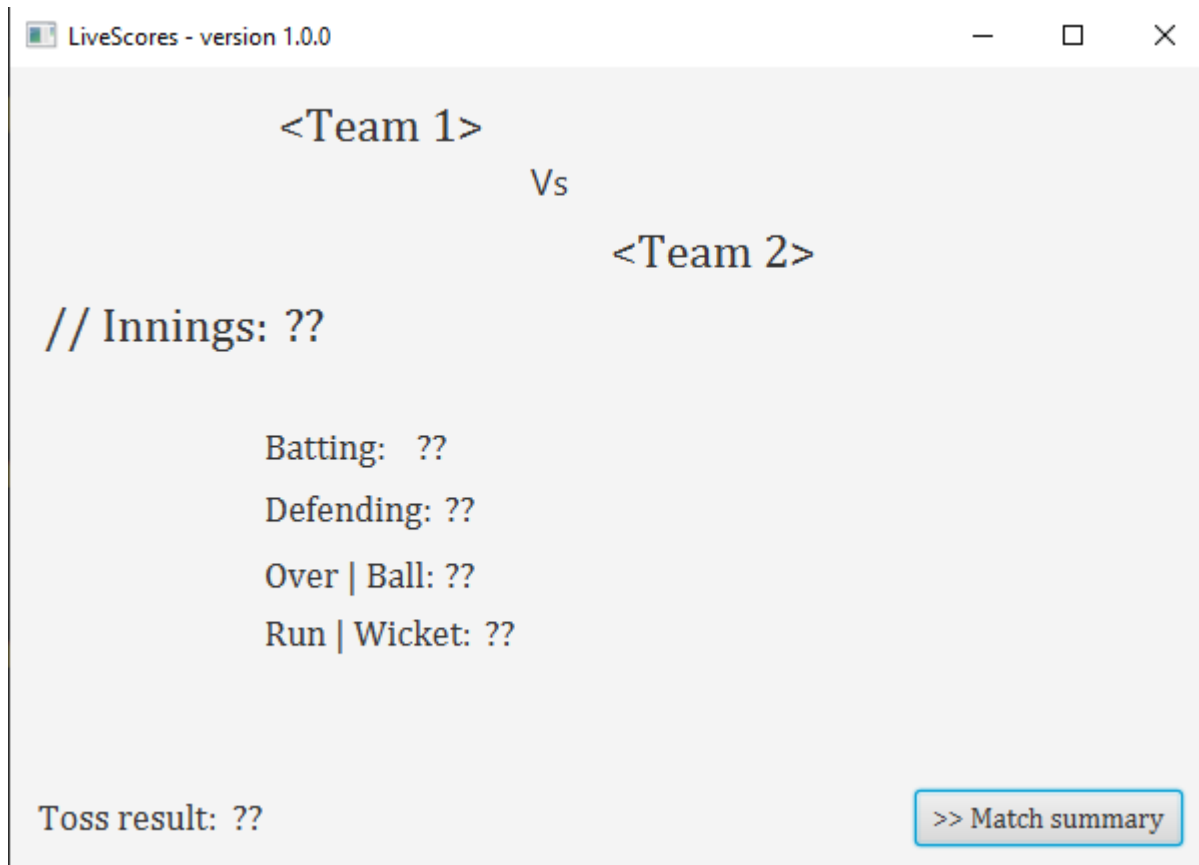 LiveScores - version 1.0.0
<Team 1>
Vs
<Team 2>
// Innings: ??
Batting: ??
Defending: ??
Over | Ball: ??
Run | Wicket: ??
Toss result: ??
>> Match summary